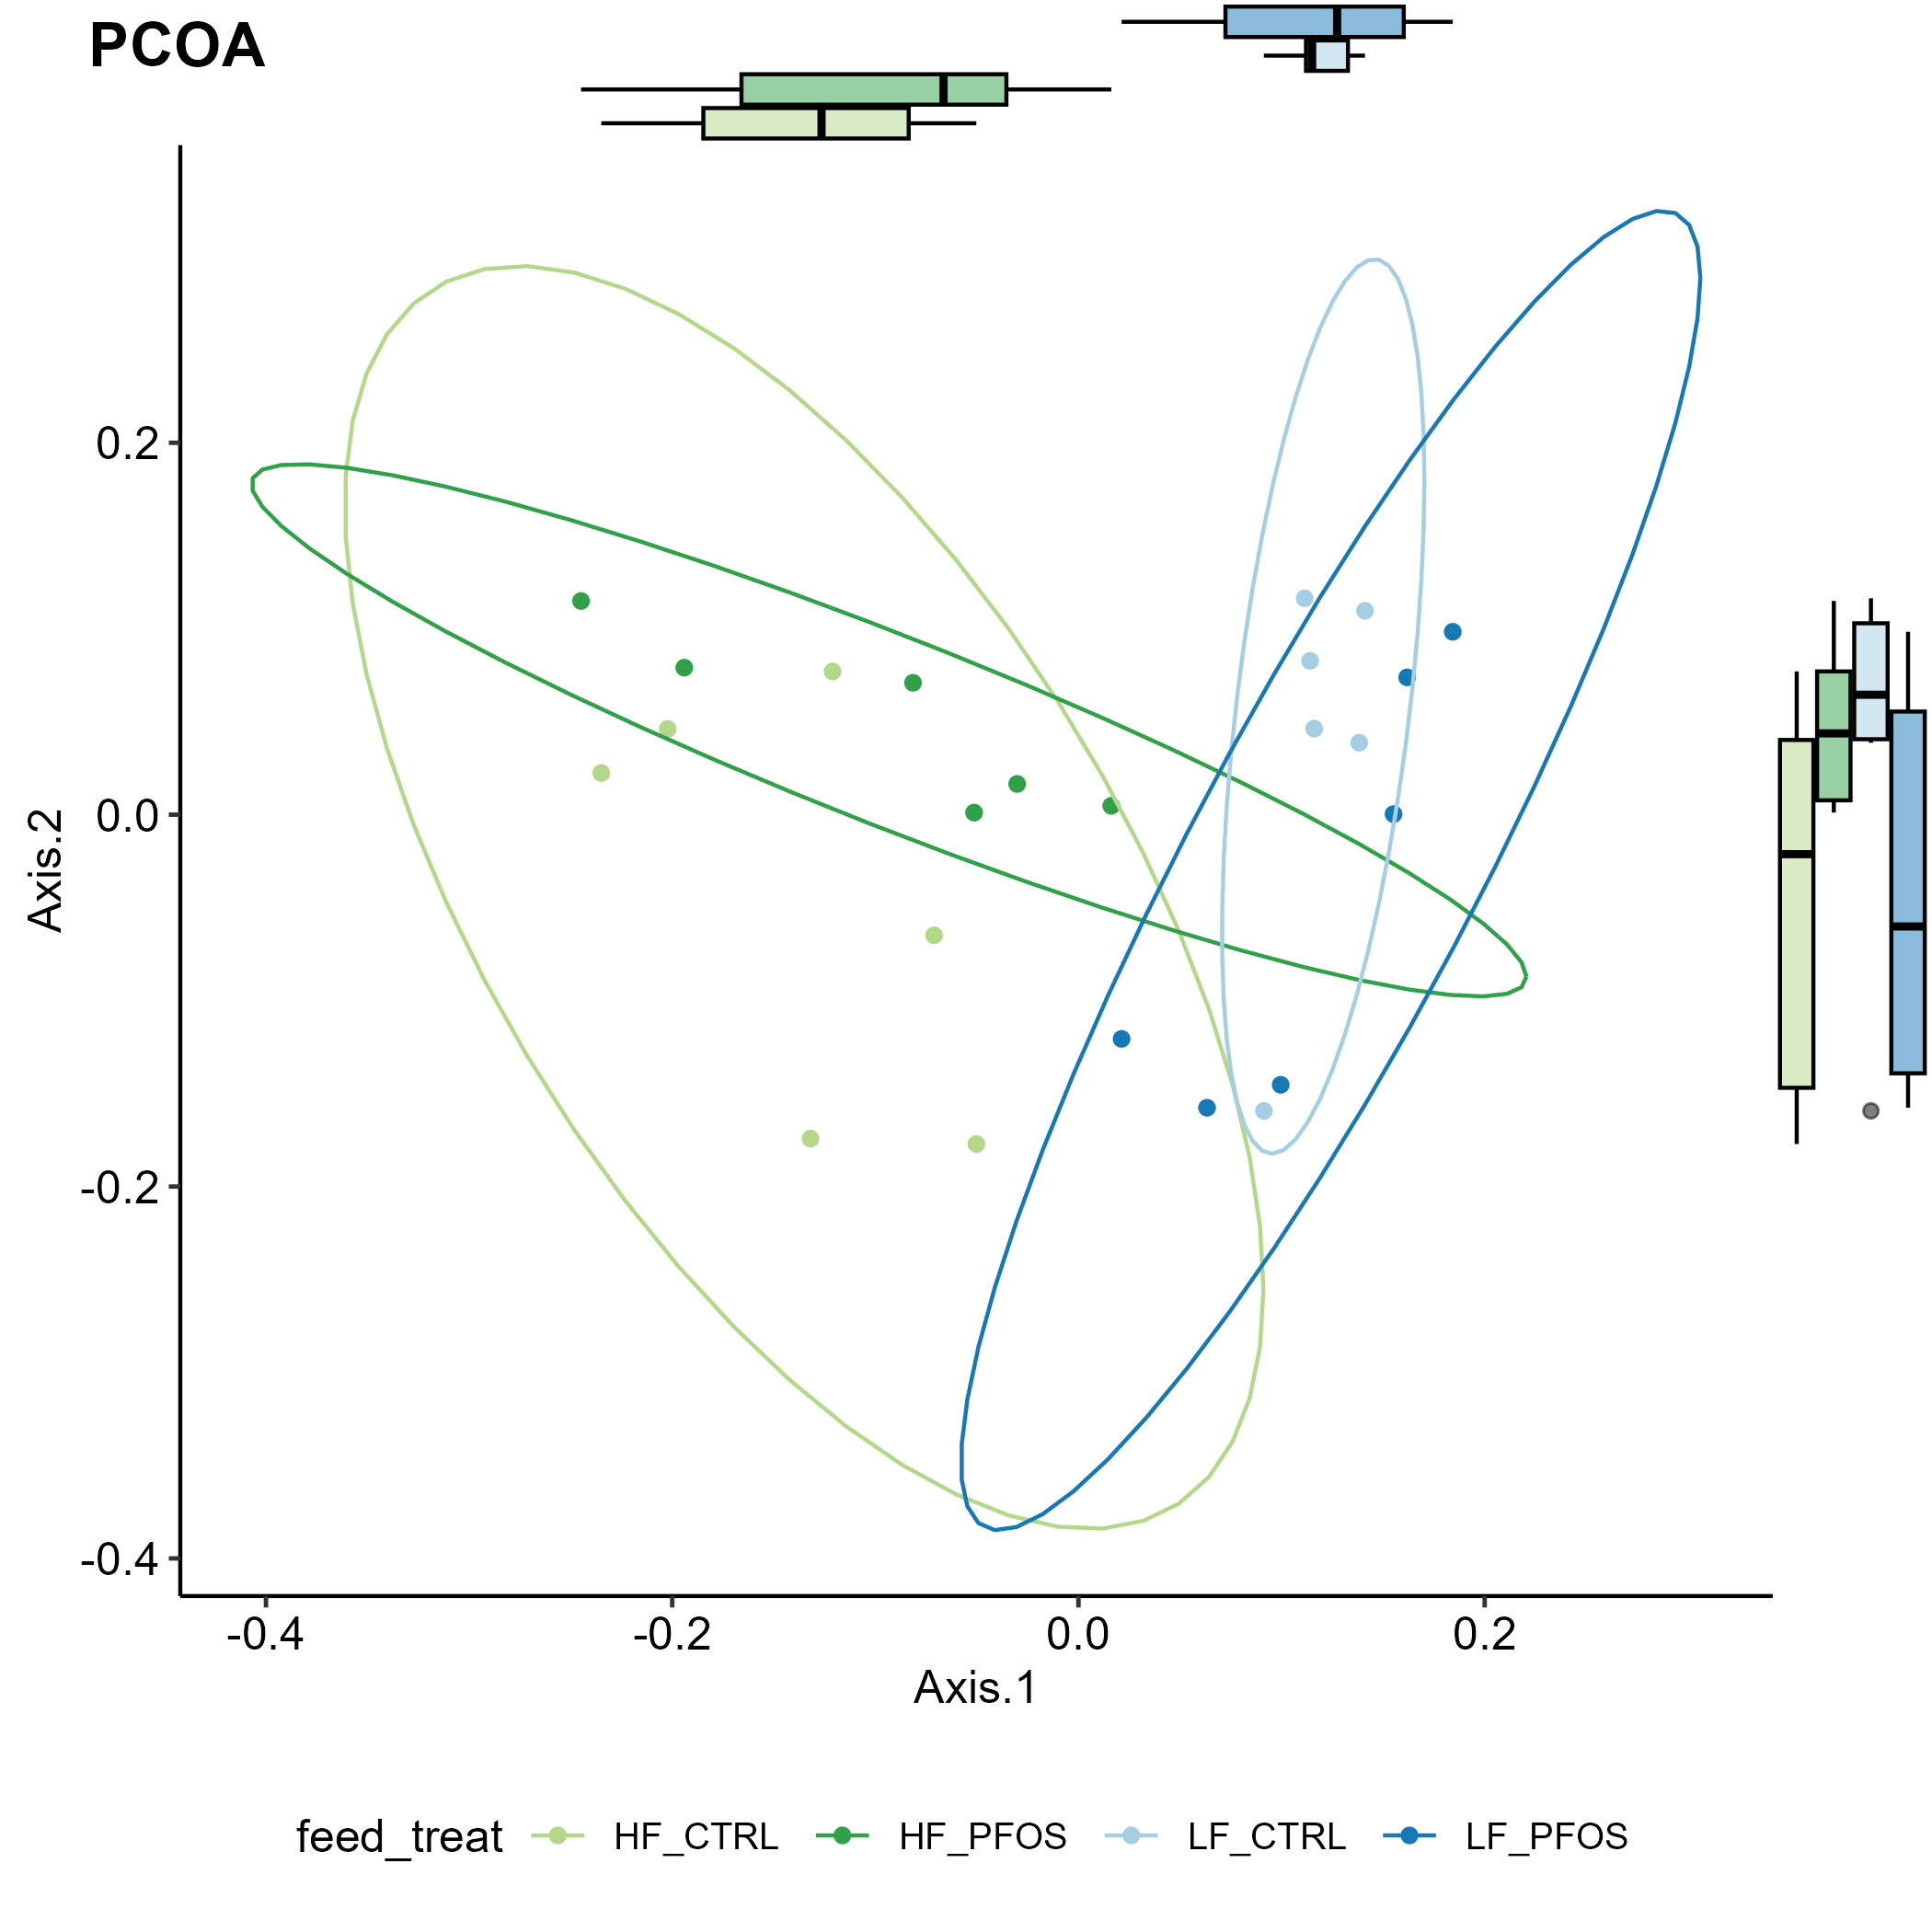 PCOA
0.2
0.0
-0.2
-0.4
Axis.2
-0.4 -0.2 0.0 0.2
Axis.1
feed_treat HF_CTRL HF_PFOS LF_CTRL LF_PFOS